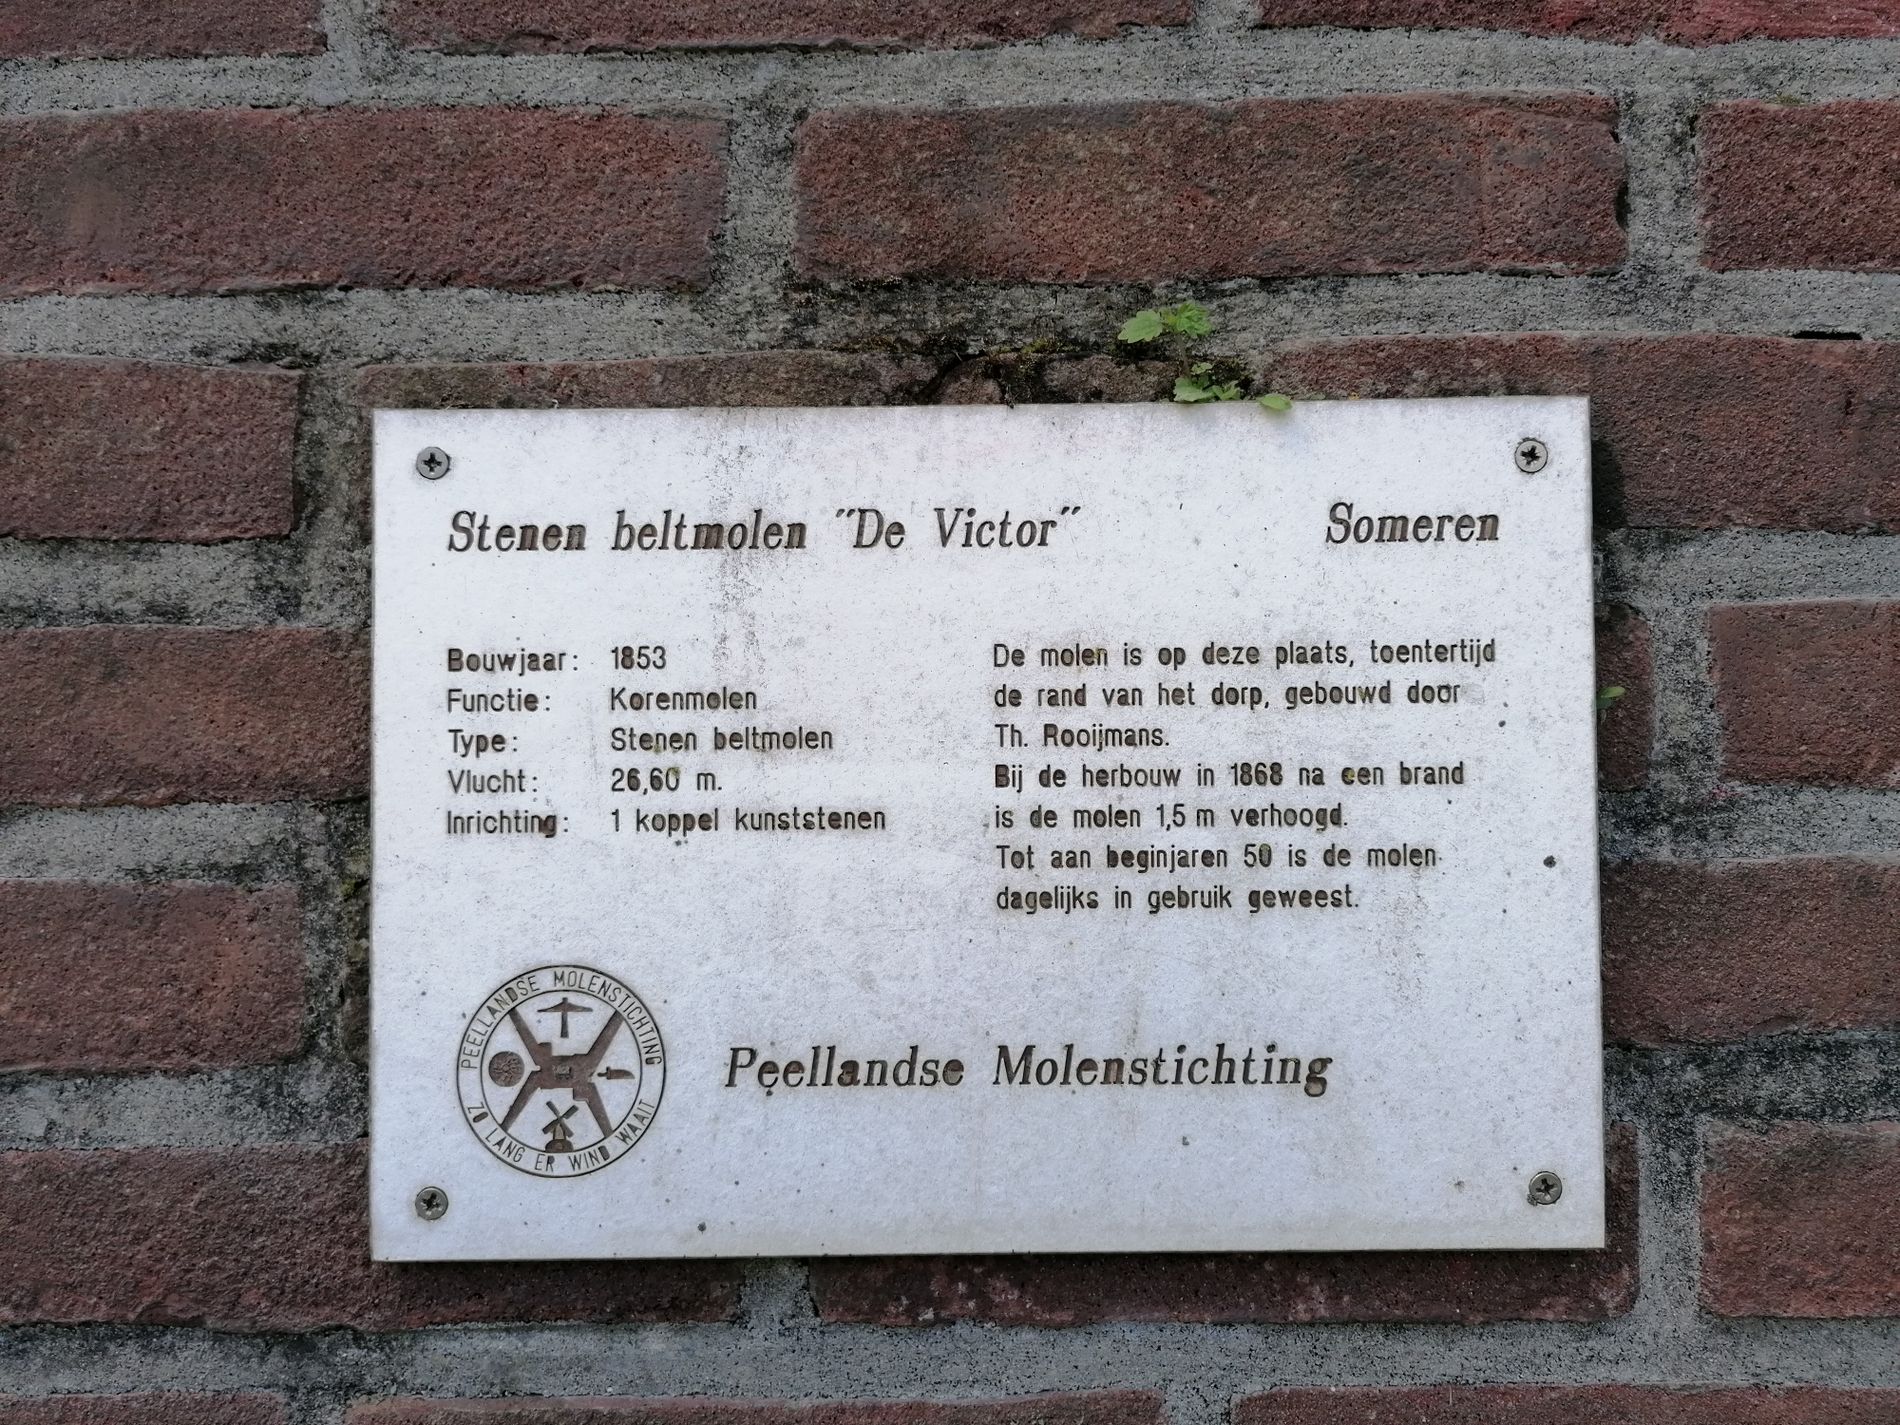 Stenen beltmolen "De Victor" Someren
Bouwjaar: 1853
Functie: Korenmolen
Type: Stenen beltmolen
Vlucht: 26,60 m.
Inrichting: 1 koppel kunststenen
De molen is op deze plaats, toentertijd
de rand van het dorp, gebouwd door
Th. Rooijmans.
Bij de herbouw in 1868 na een brand
is de molen 1,5 m verhoogd.
Tot aan beginjaren 50 is de molen
dagelijks in gebruik geweest.
PEELLANDSE MOLENSTICHTING
ZO LANG ER WIND WAAIT
Peellandse Molenstichting